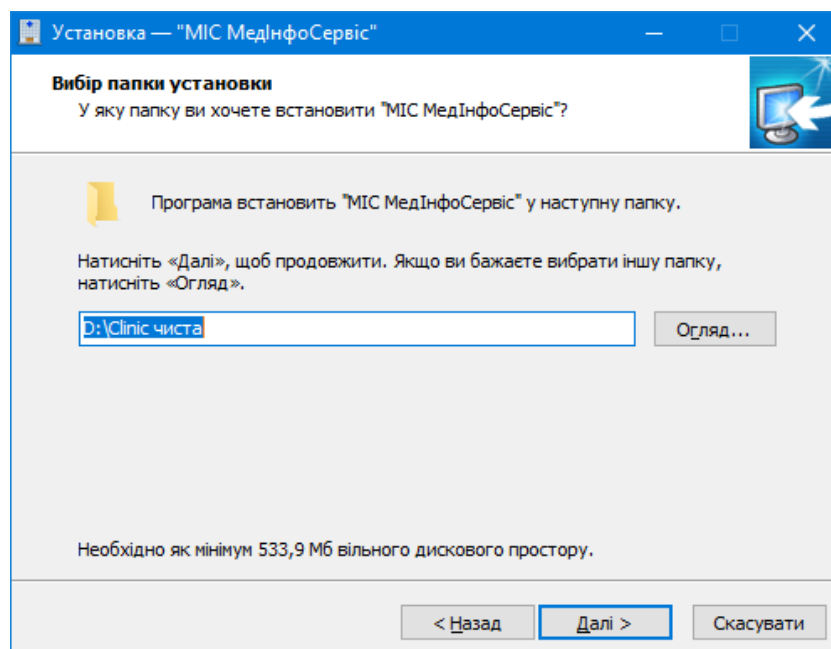 Установка — "МІС МедІнфоСервіс"
Вибір папки установки
У яку папку ви хочете встановити "МІС МедІнфоСервіс"?
Програма встановить "МІС МедІнфоСервіс" у наступну папку.
Натисніть «Далі», щоб продовжити. Якщо ви бажаєте вибрати іншу папку,
натисніть «Огляд».
D:\Clinic чиста
Огляд...
Необхідно як мінімум 533,9 Мб вільного дискового простору.
< Назад
Далі >
Скасувати